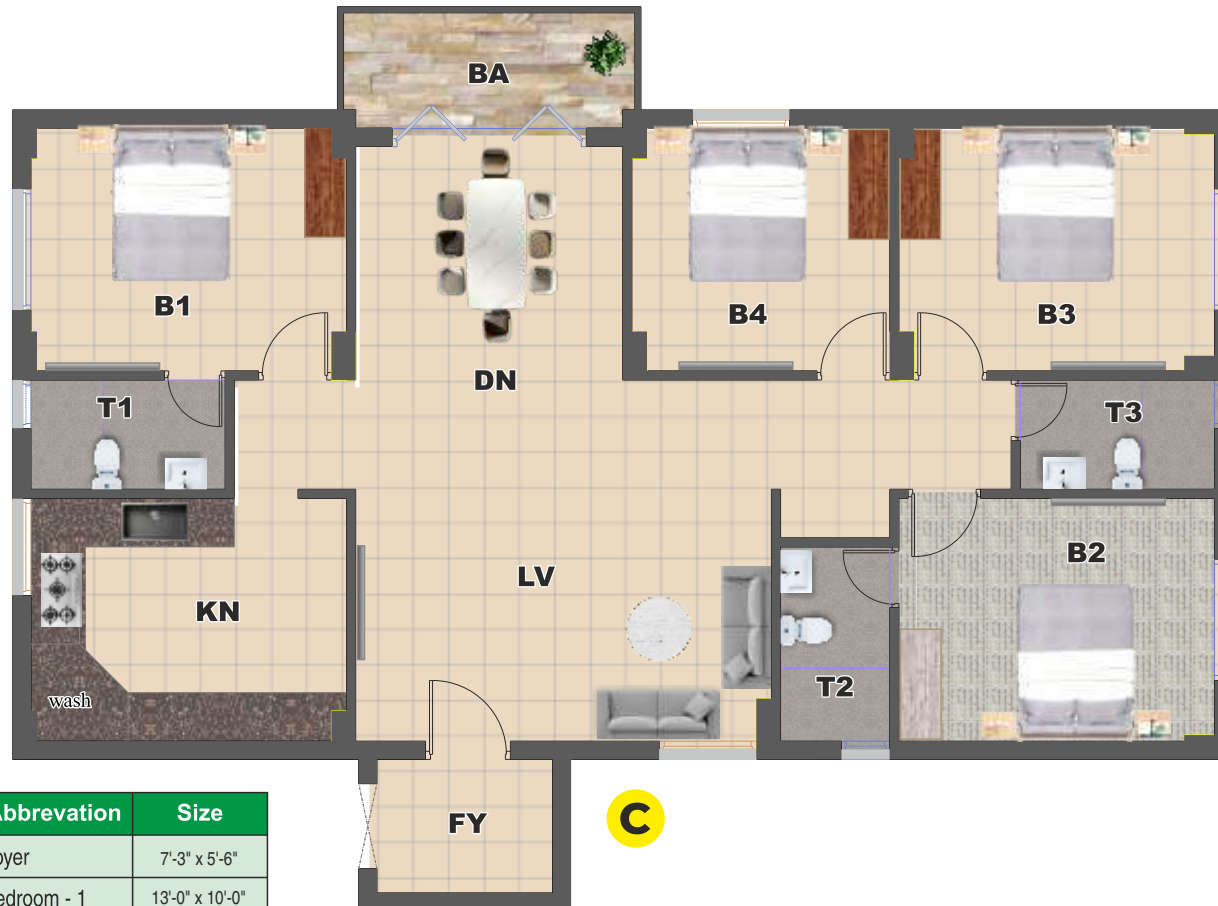 BA
B1
B4
B3
DN
T1
T3
B2
LV
KN
T2
wash
FY
C
Abbrevation Size
oyer 7'-3" x 5'-6"
edroom - 1 13'-0" x 10'-0"